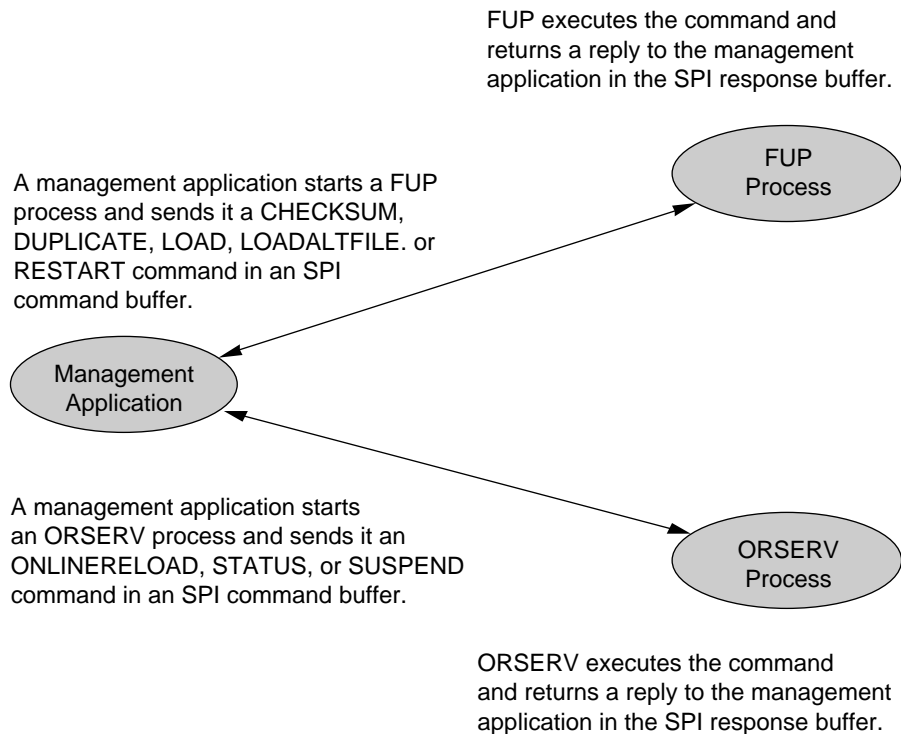 FUP executes the command and
returns a reply to the management
application in the SPI response buffer.
FUP
Process
A management application starts a FUP
process and sends it a CHECKSUM,
DUPLICATE, LOAD, LOADALTFILE. or
RESTART command in an SPI
command buffer.
Management
Application
A management application starts
an ORSERV process and sends it an
ONLINERELOAD, STATUS, or SUSPEND
command in an SPI command buffer.
ORSERV
Process
ORSERV executes the command
and returns a reply to the management
application in the SPI response buffer.